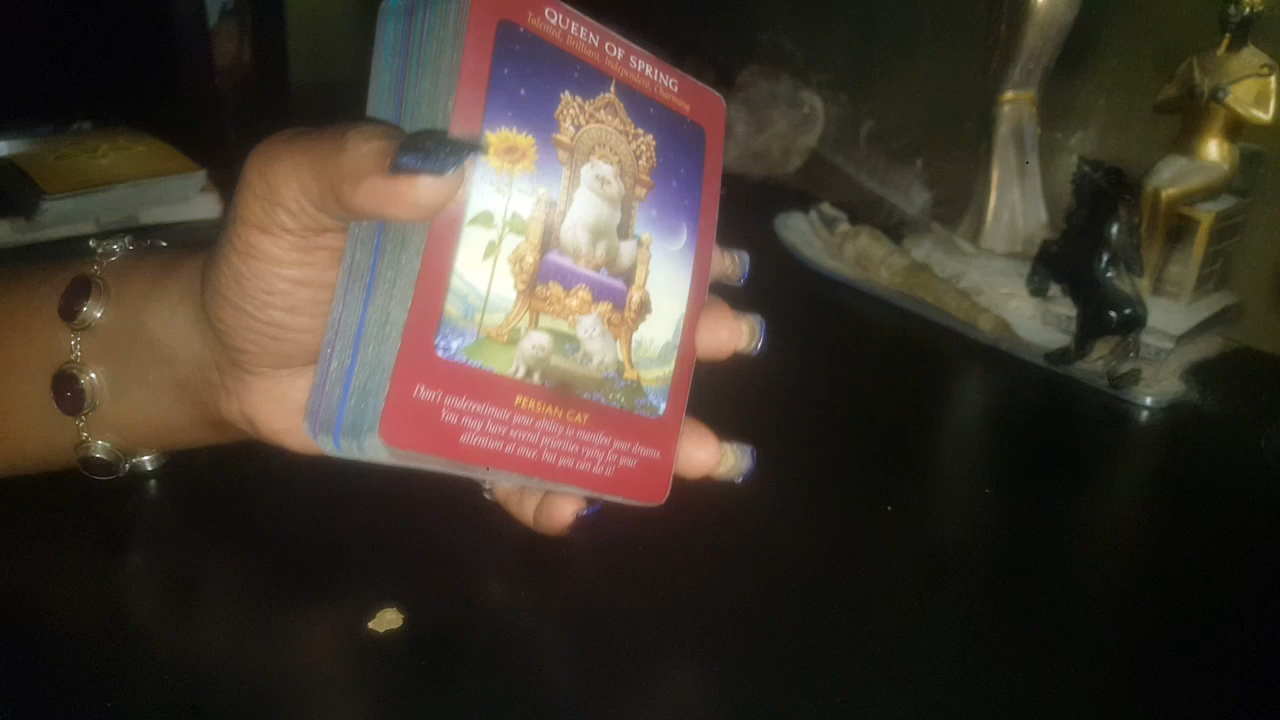 QUEEN OF SPRING
Talented, Brilliant, Independent, Charming
PERSIAN CAT
Don't underestimate your ability to manifest your dreams.
You may have several priorities vying for your
attention at once, but you can do it!